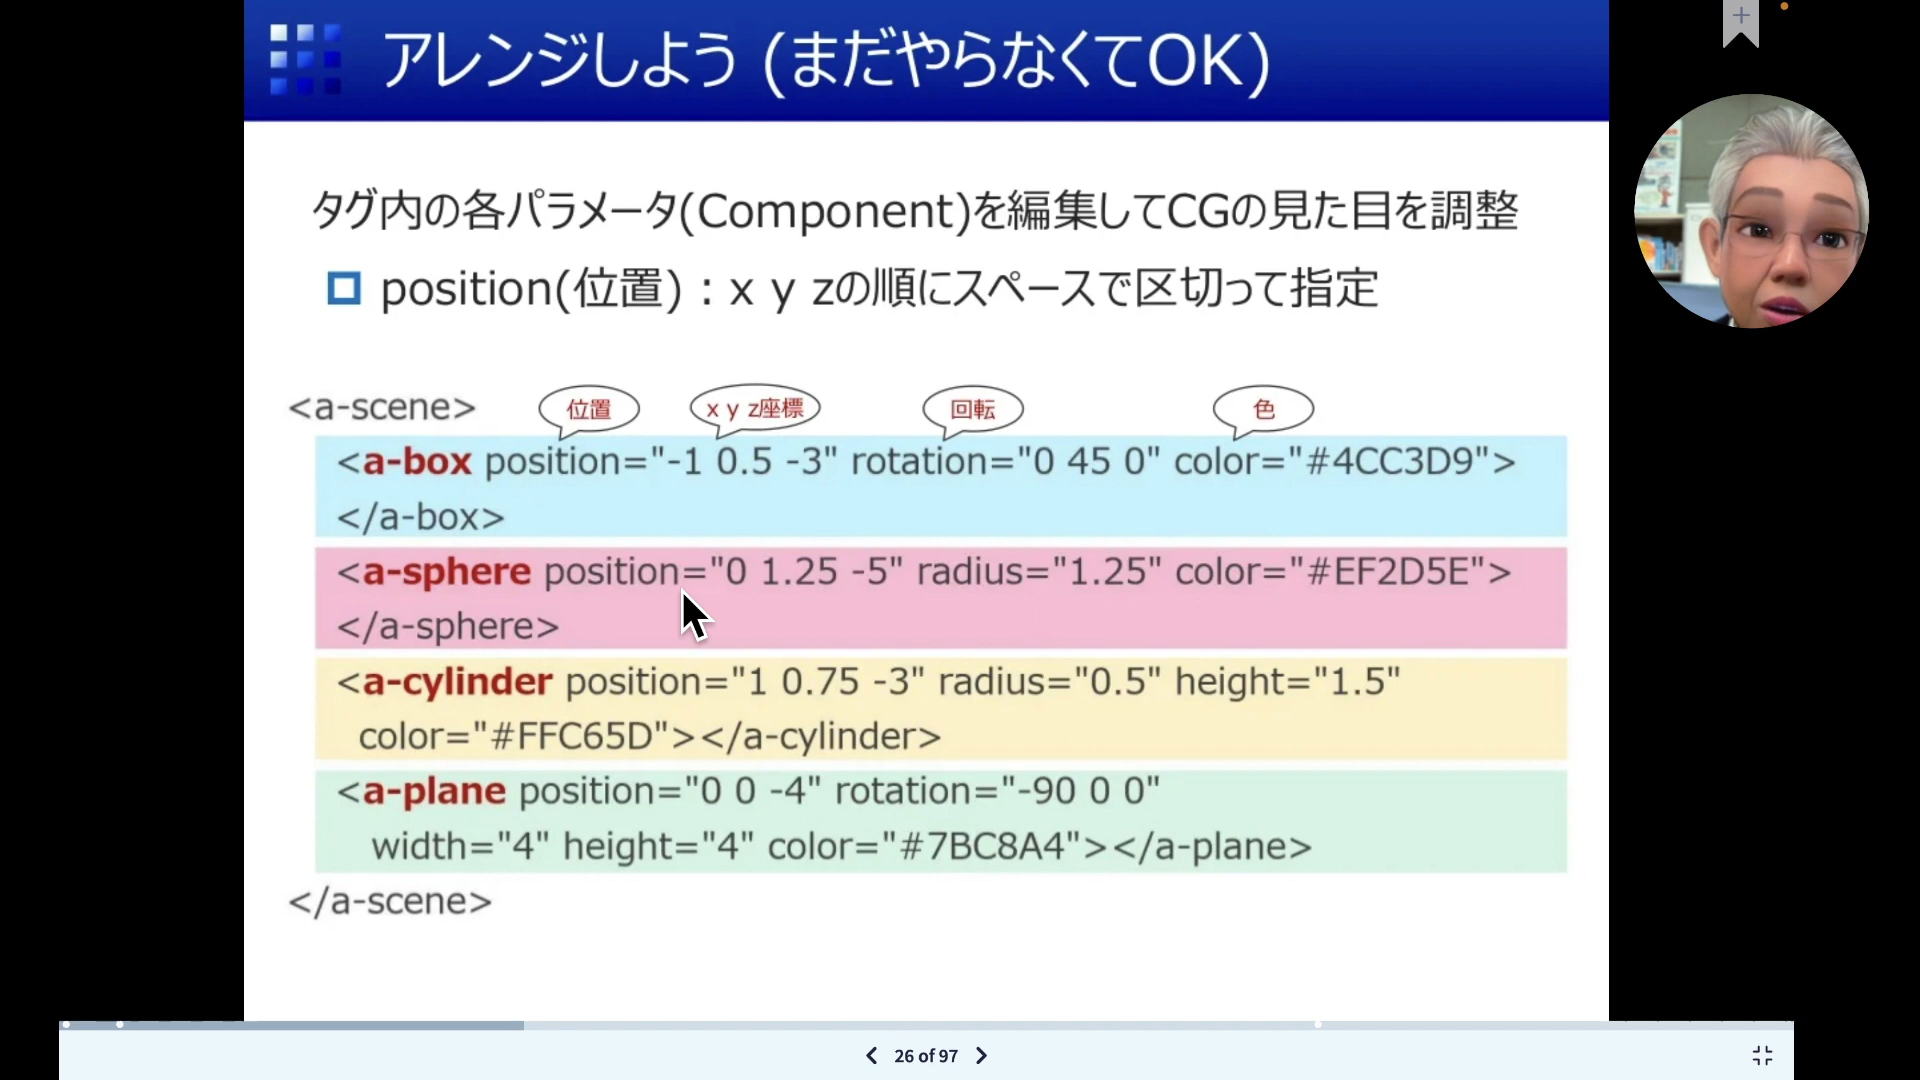 アレンジしよう (まだやらなくてOK)
タグ内の各パラメータ(Component)を編集してCGの見た目を調整
position(位置) : x y zの順にスペースで区切って指定
<a-scene>
位置
x y z座標
回転
色
<a-box position="-1 0.5 -3" rotation="0 45 0" color="#4CC3D9">
</a-box>
<a-sphere position="0 1.25 -5" radius="1.25" color="#EF2D5E">
</a-sphere>
<a-cylinder position="1 0.75 -3" radius="0.5" height="1.5"
color="#FFC65D"></a-cylinder>
<a-plane position="0 0 -4" rotation="-90 0 0"
width="4" height="4" color="#7BC8A4"></a-plane>
</a-scene>
26 of 97